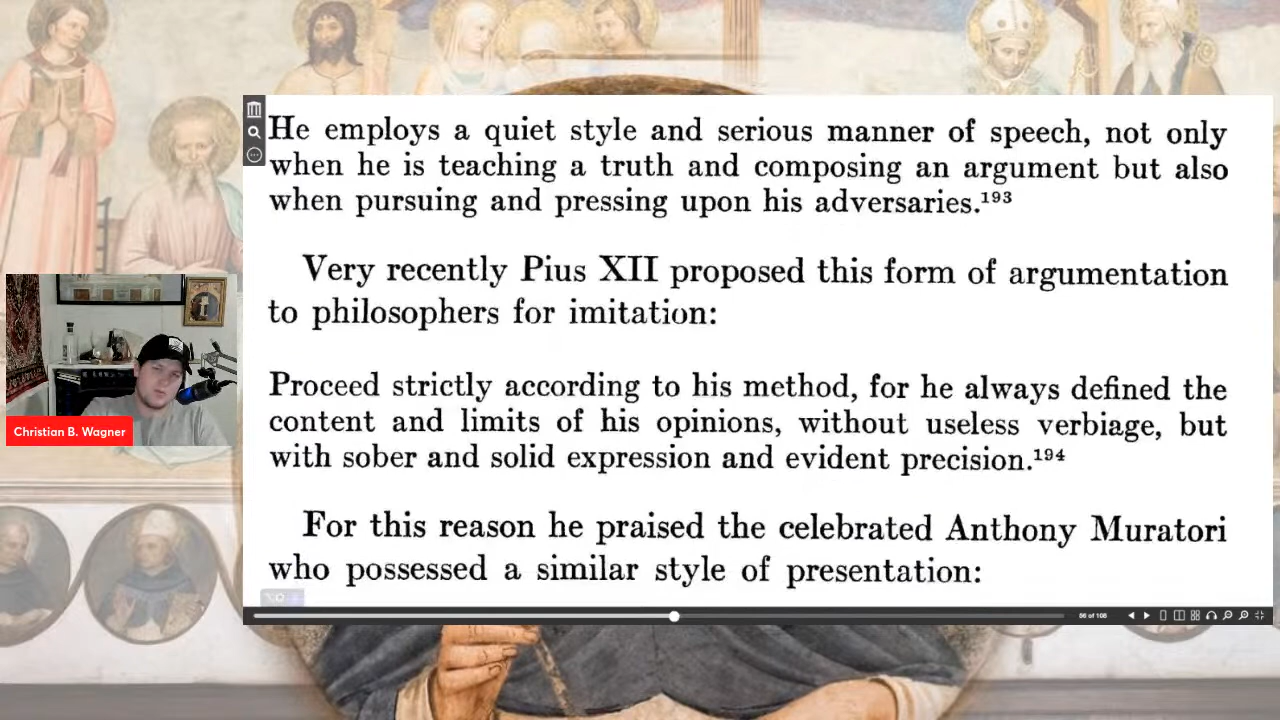 He employs a quiet style and serious manner of speech, not only
when he is teaching a truth and composing an argument but also
when pursuing and pressing upon his adversaries.¹⁹³
Very recently Pius XII proposed this form of argumentation
to philosophers for imitation:
Proceed strictly according to his method, for he always defined the
content and limits of his opinions, without useless verbiage, but
with sober and solid expression and evident precision.¹⁹⁴
For this reason he praised the celebrated Anthony Muratori
who possessed a similar style of presentation:
Christian B. Wagner
56 of 108